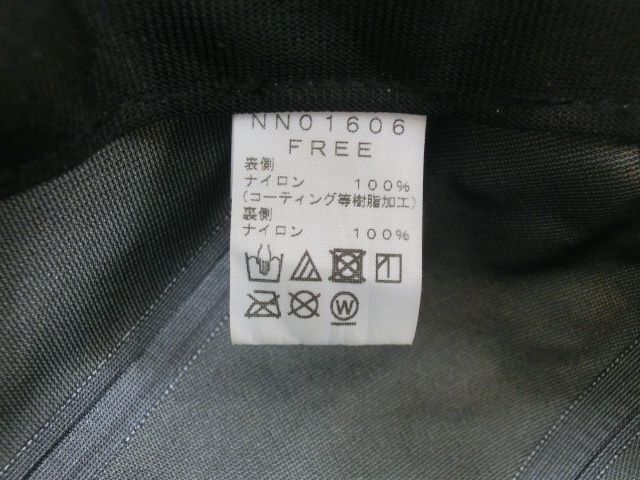 NN01606
FREE
表側
ナイロン 100%
(コーティング等樹脂加工)
裏側
ナイロン 100%
W